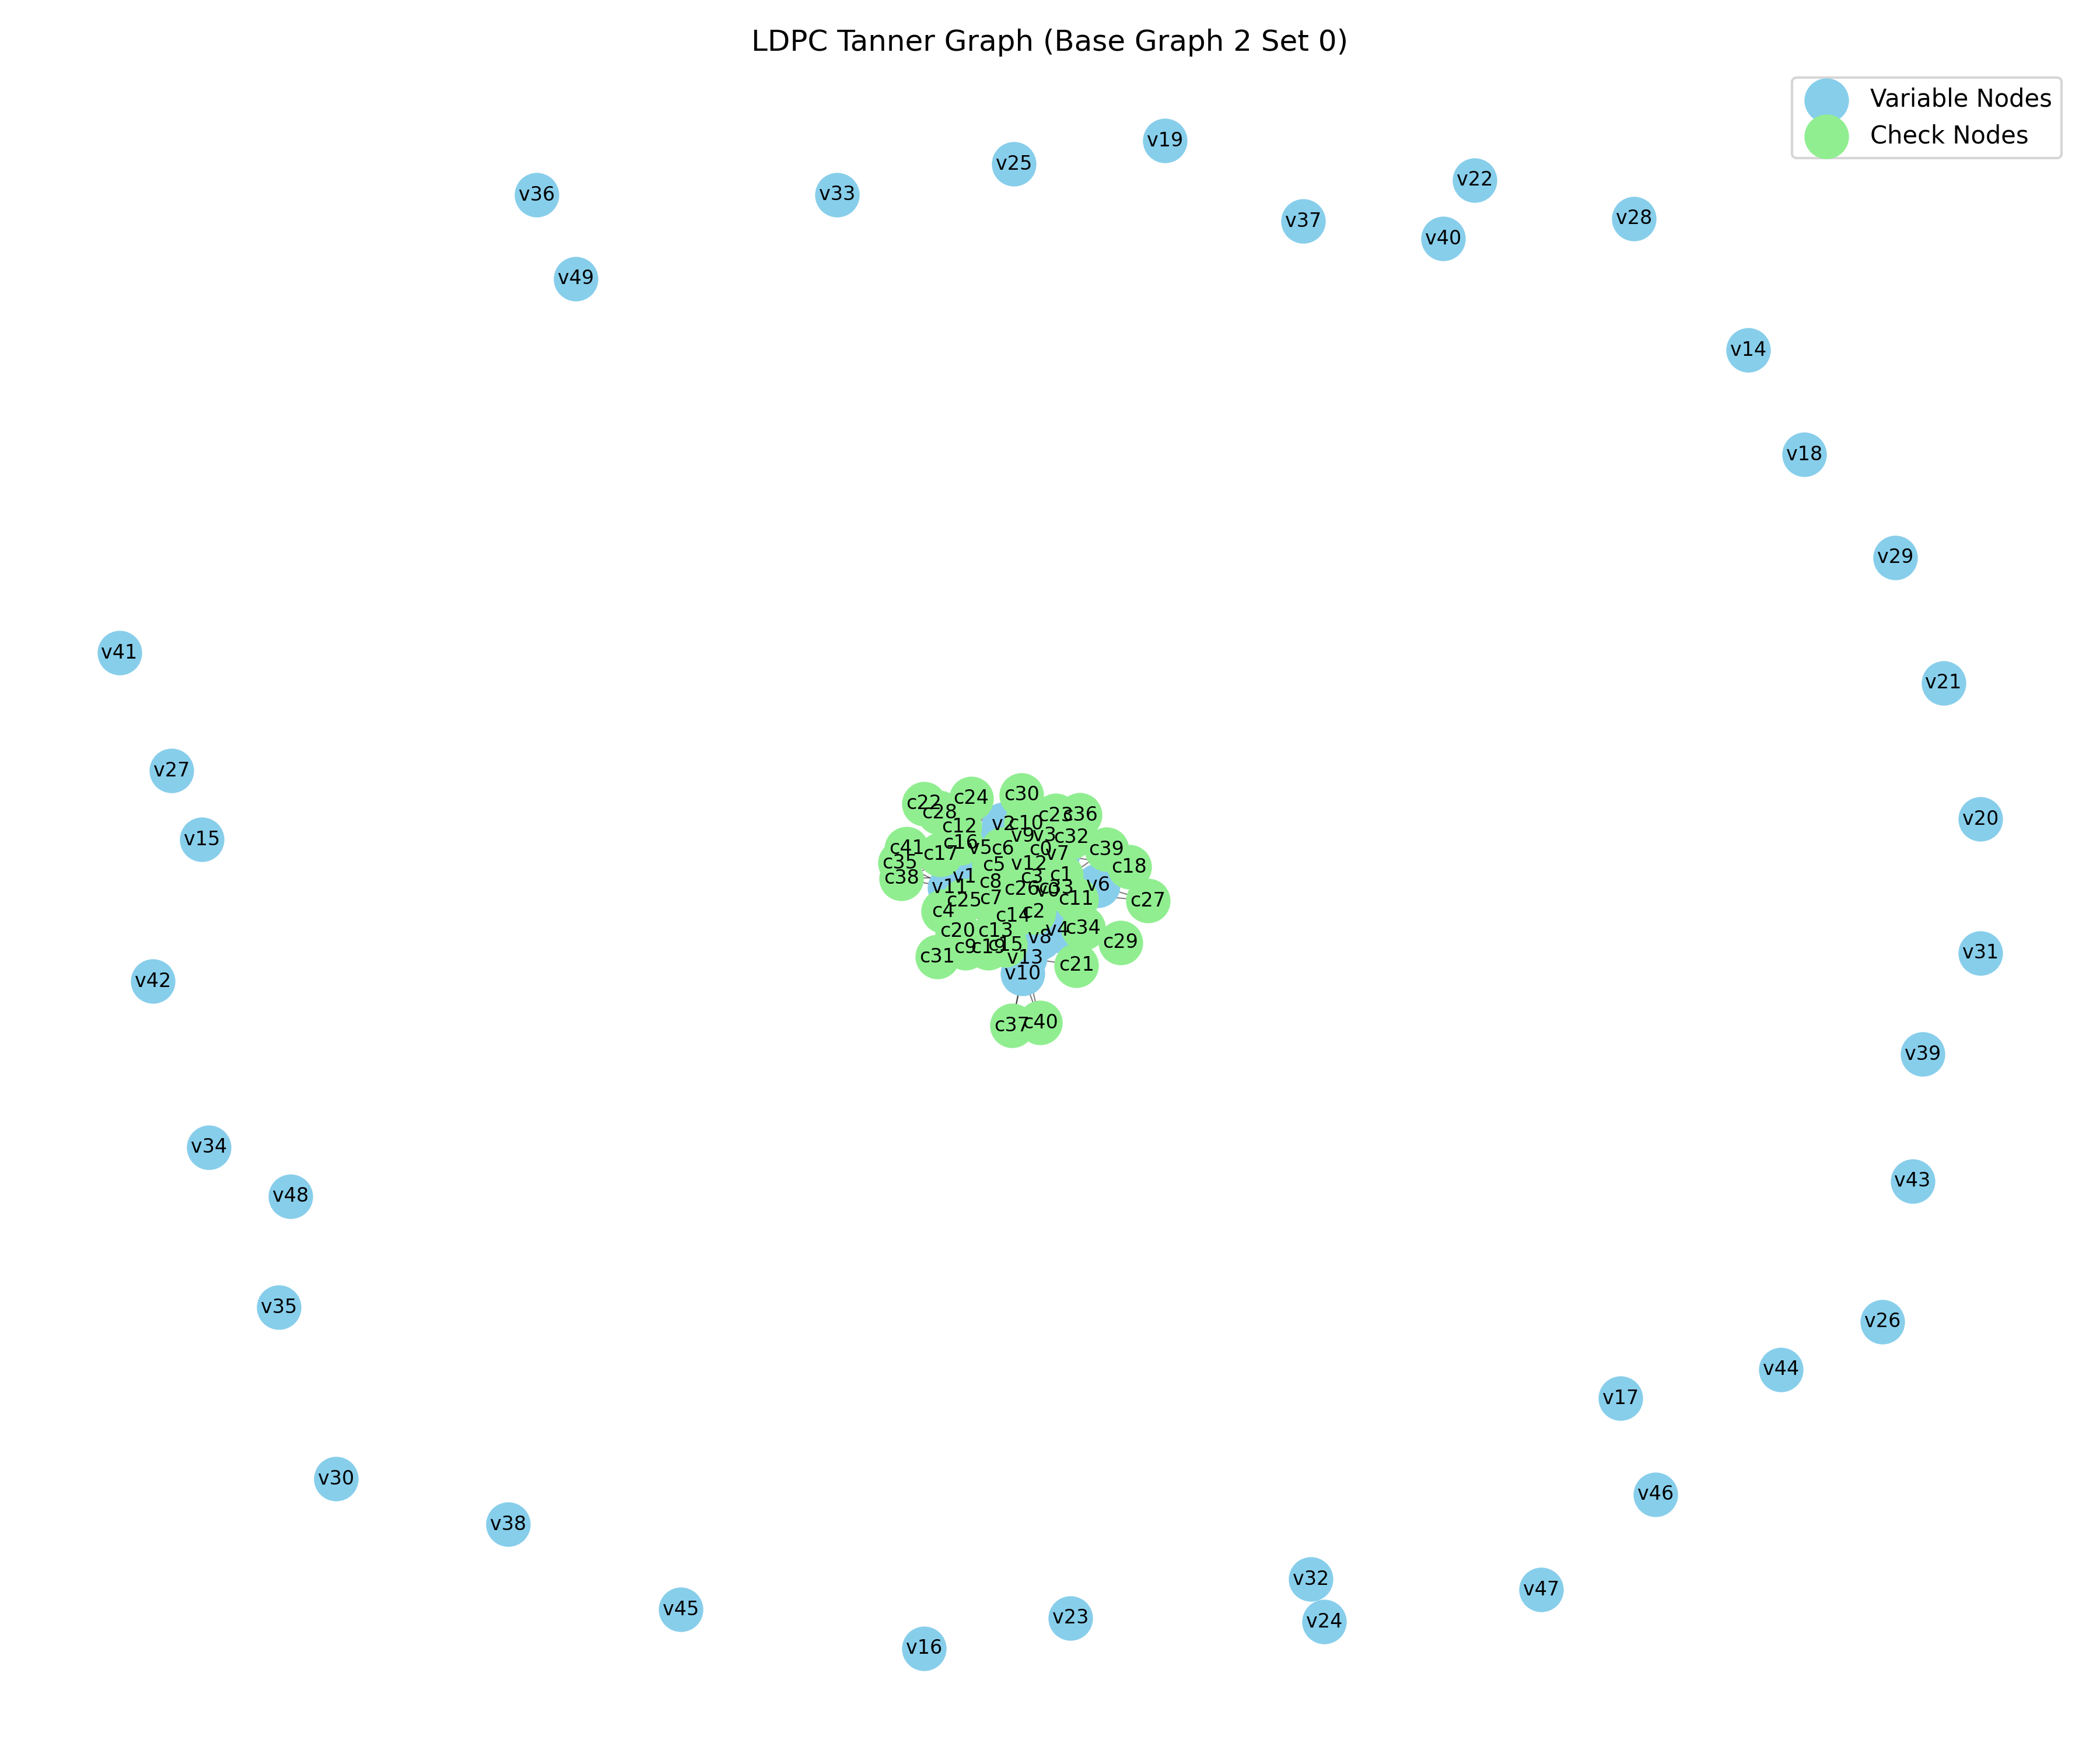 LDPC Tanner Graph (Base Graph 2 Set 0)
Variable Nodes
Check Nodes
v19
v25
v22
v36
v33
v28
v37
v40
v49
v14
v18
v29
v41
v21
v27
c30
c24
c22
c28
c23
c36
v20
v2
c10
c12
v9
v3
c32
v15
c16
c41
v5
c6
c0
c39
c17
v7
c35
c5
v12
c18
v1
c3
c1
c38
c8
v11
c26
v0
c33
v6
c25
c7
c11
c27
c4
c2
c14
c20
c13
v4
c34
v8
c29
c9
c19
c15
v31
c31
v13
c21
v10
v42
c37
c40
v39
v34
v43
v48
v35
v26
v44
v17
v30
v46
v38
v32
v47
v45
v23
v24
v16